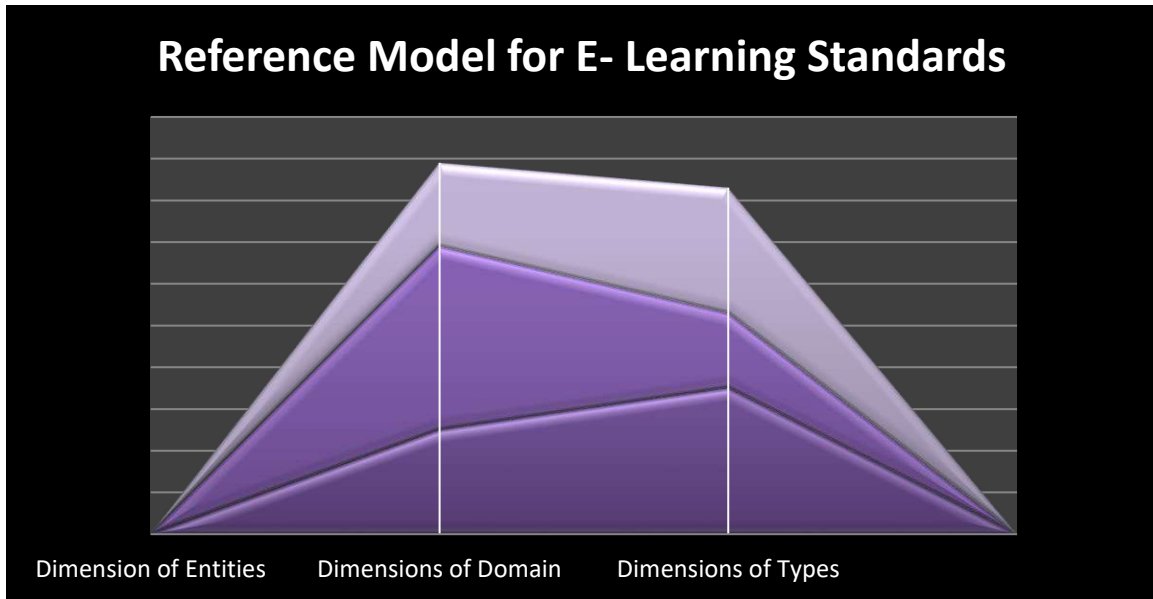 Reference Model for E- Learning Standards
Dimension of Entities Dimensions of Domain Dimensions of Types